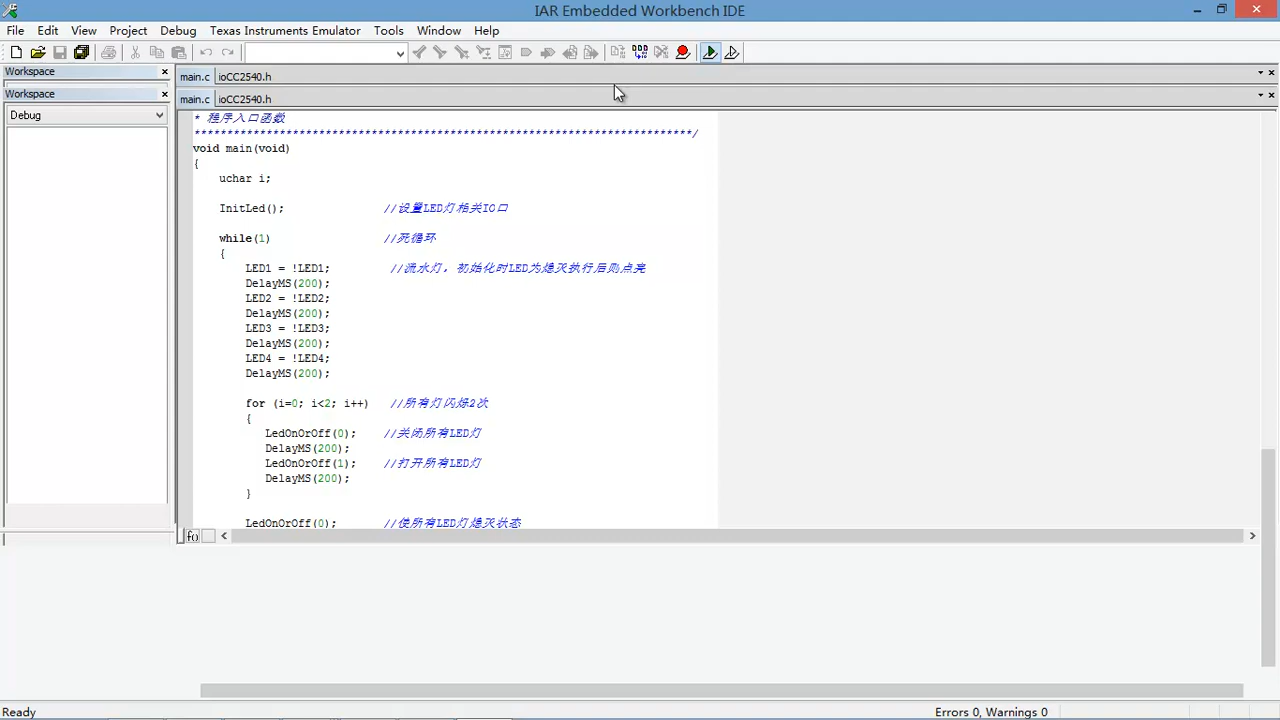 IAR Embedded Workbench IDE
File Edit View Project Debug Texas Instruments Emulator Tools Window Help
Workspace
main.c ioCC2540.h
Workspace
main.c ioCC2540.h
Debug
* 程序入口函数
****************************************************************************/
void main(void)
{
uchar i;
InitLed(); //设置LED灯相关IO口
while(1) //死循环
{
LED1 = !LED1; //流水灯，初始化时LED为熄灭执行后则点亮
DelayMS(200);
LED2 = !LED2;
DelayMS(200);
LED3 = !LED3;
DelayMS(200);
LED4 = !LED4;
DelayMS(200);
for (i=0; i<2; i++) //所有灯闪烁2次
{
LedOnOrOff(0); //关闭所有LED灯
DelayMS(200);
LedOnOrOff(1); //打开所有LED灯
DelayMS(200);
}
LedOnOrOff(0); //使所有LED灯熄灭状态
f()
Ready
Errors 0, Warnings 0